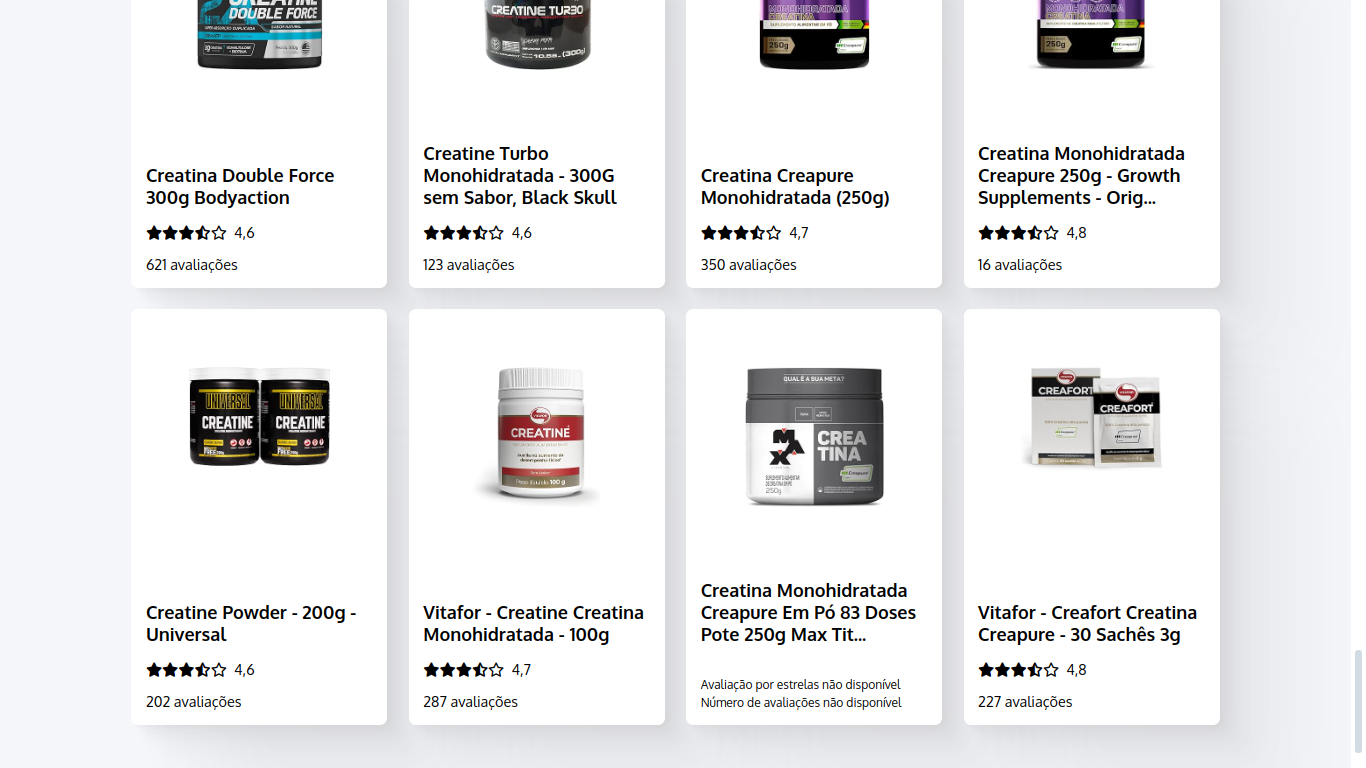 CREATINE
DOUBLE FORCE
CREATINE TURBO
MONOHIDRATADA
CREATINA
250g
Creapure
MONOHIDRATADA
CREATINA
250g
Creapure
Creatina Double Force
300g Bodyaction
4,6
621 avaliações
Creatine Turbo
Monohidratada - 300G
sem Sabor, Black Skull
4,6
123 avaliações
Creatina Creapure
Monohidratada (250g)
4,7
350 avaliações
Creatina Monohidratada
Creapure 250g - Growth
Supplements - Orig...
4,8
16 avaliações
UNIVERSAL
CREATINE
UNIVERSAL
CREATINE
CREATINE
Peso líquido 100 g
QUAL É A SUA META?
MAX
CREA
TINA
250g
Creapure
CREAFORT
CREAFORT
Creatine Powder - 200g -
Universal
4,6
202 avaliações
Vitafor - Creatine Creatina
Monohidratada - 100g
4,7
287 avaliações
Creatina Monohidratada
Creapure Em Pó 83 Doses
Pote 250g Max Tit...
Avaliação por estrelas não disponível
Número de avaliações não disponível
Vitafor - Creafort Creatina
Creapure - 30 Sachês 3g
4,8
227 avaliações